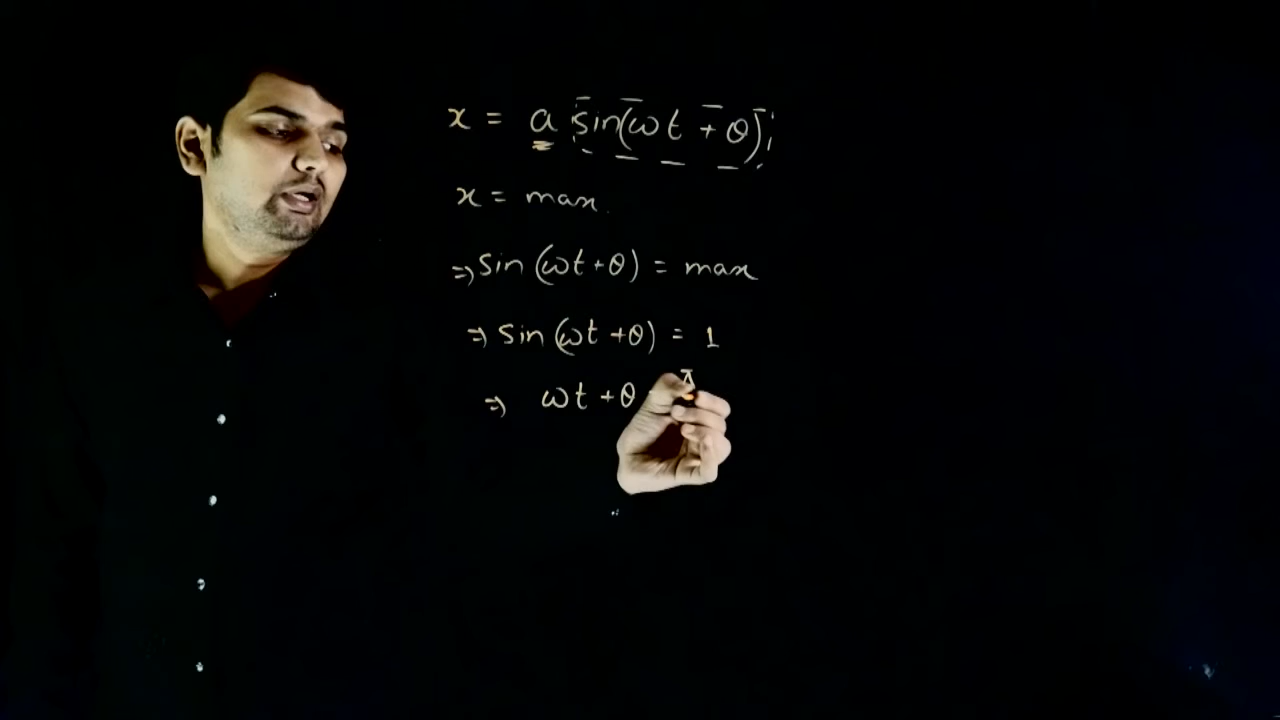 x = a sin(ωt + θ)
x = max.
⇒ sin (ωt + θ) = max
⇒ sin (ωt + θ) = 1
⇒ ωt + θ